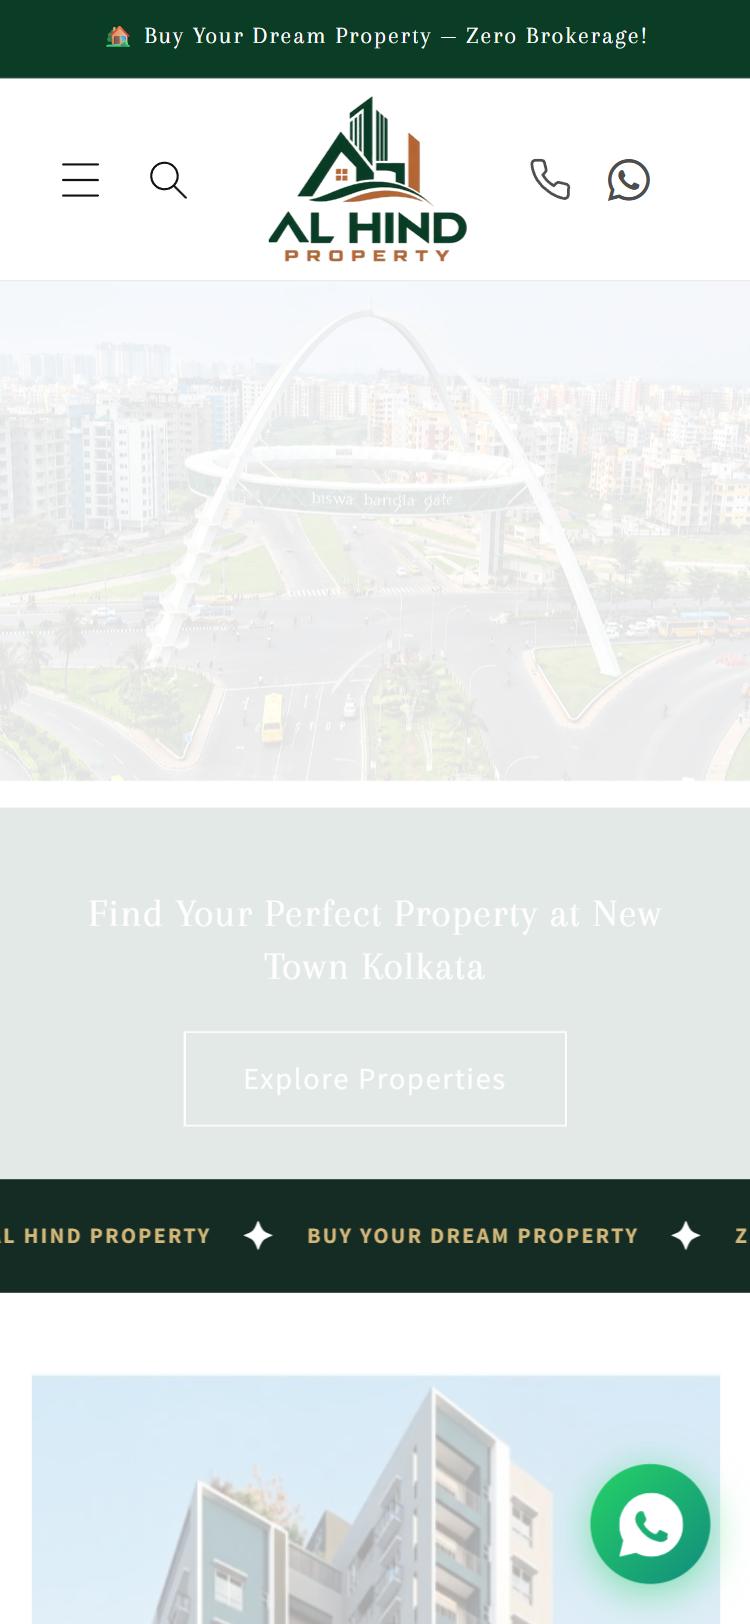 Buy Your Dream Property — Zero Brokerage!
AL HIND
PROPERTY
biswa bangla gate
Find Your Perfect Property at New
Town Kolkata
Explore Properties
L HIND PROPERTY ✦ BUY YOUR DREAM PROPERTY ✦ Z